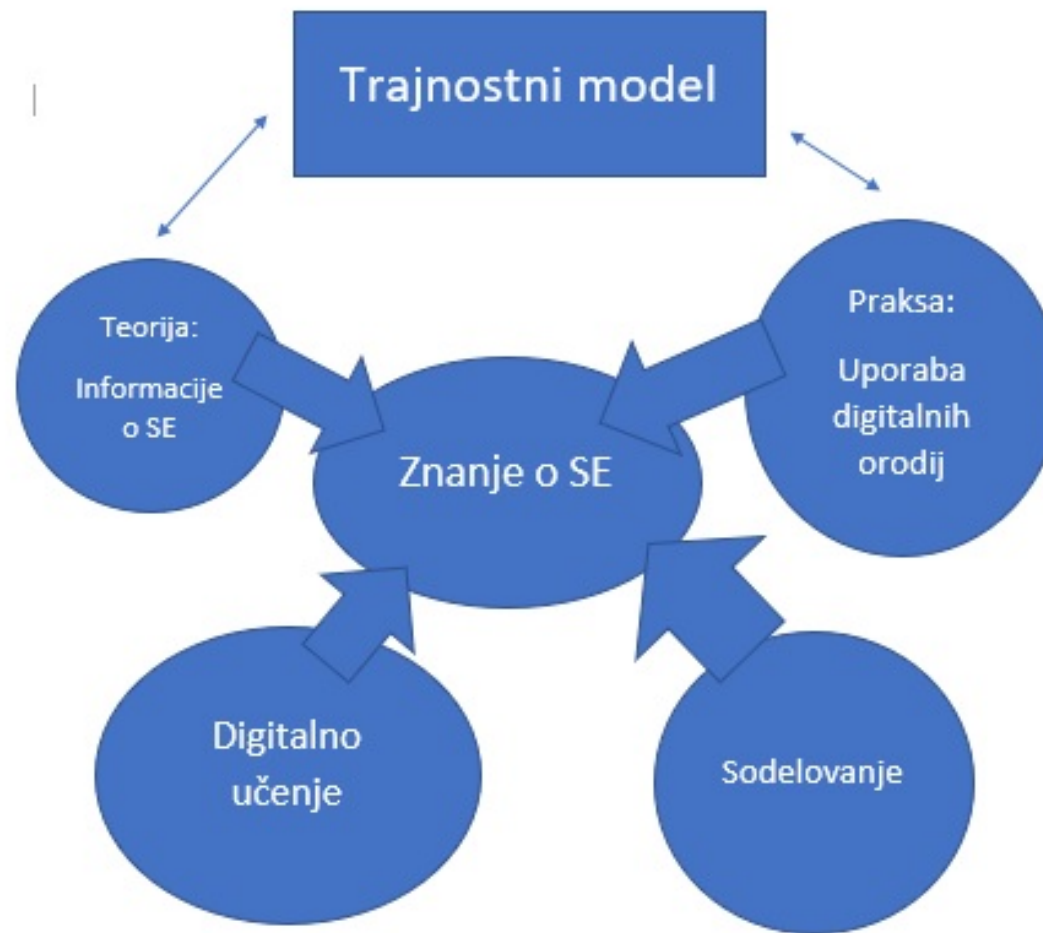 Trajnostni model
Teorija:
Informacije
o SE
Praksa:
Uporaba
digitalnih
orodij
Znanje o SE
Digitalno
učenje
Sodelovanje